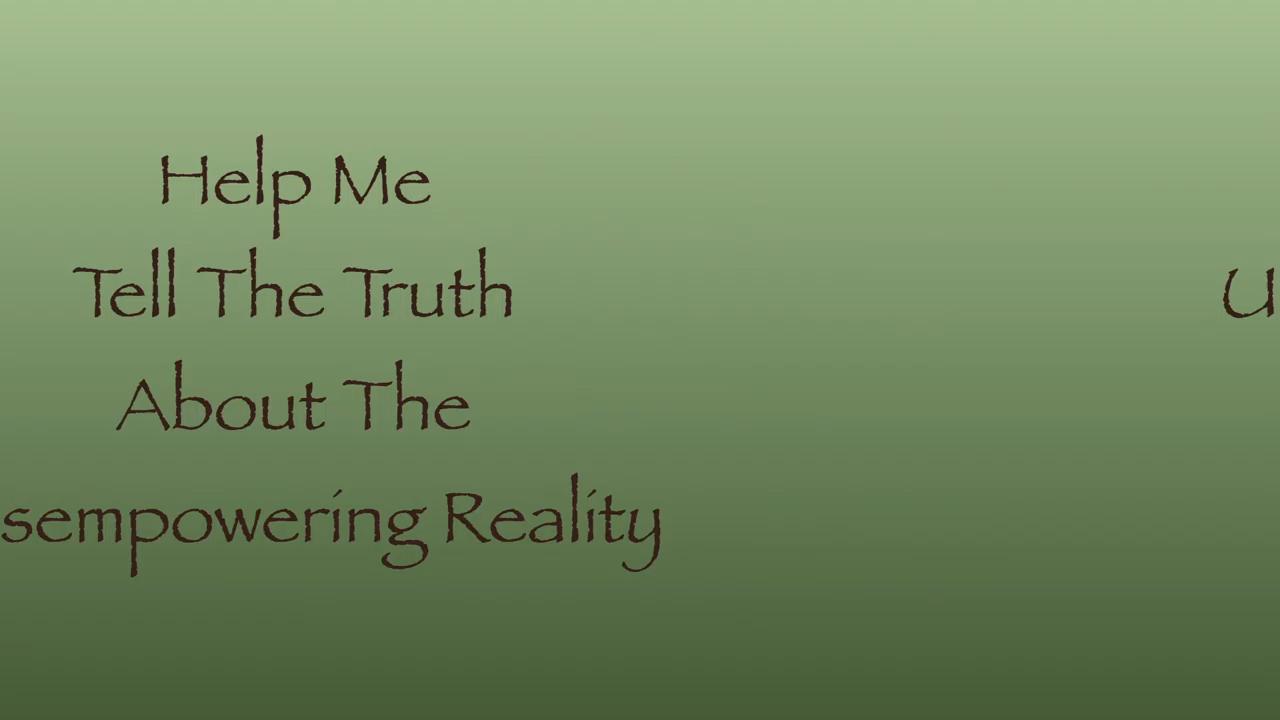 Help Me
Tell The Truth
About The
sempowering Reality
U